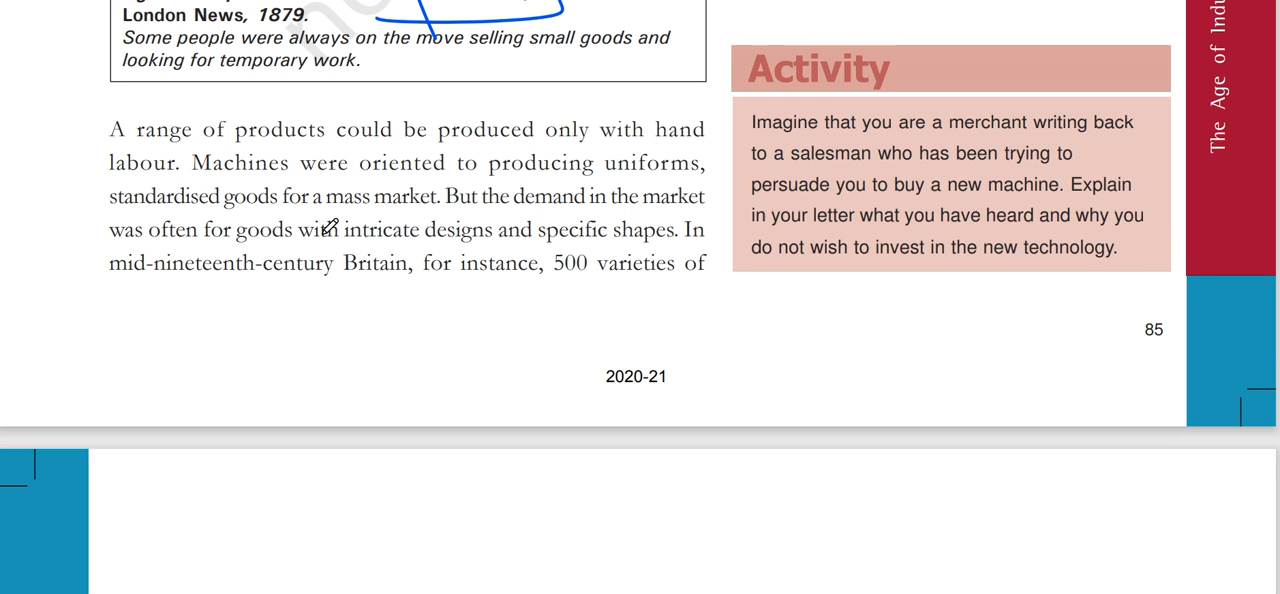 London News, 1879.
Some people were always on the move selling small goods and
looking for temporary work.
A range of products could be produced only with hand
labour. Machines were oriented to producing uniforms,
standardised goods for a mass market. But the demand in the market
was often for goods with intricate designs and specific shapes. In
mid-nineteenth-century Britain, for instance, 500 varieties of
Activity
Imagine that you are a merchant writing back
to a salesman who has been trying to
persuade you to buy a new machine. Explain
in your letter what you have heard and why you
do not wish to invest in the new technology.
The Age of Indu
85
2020-21